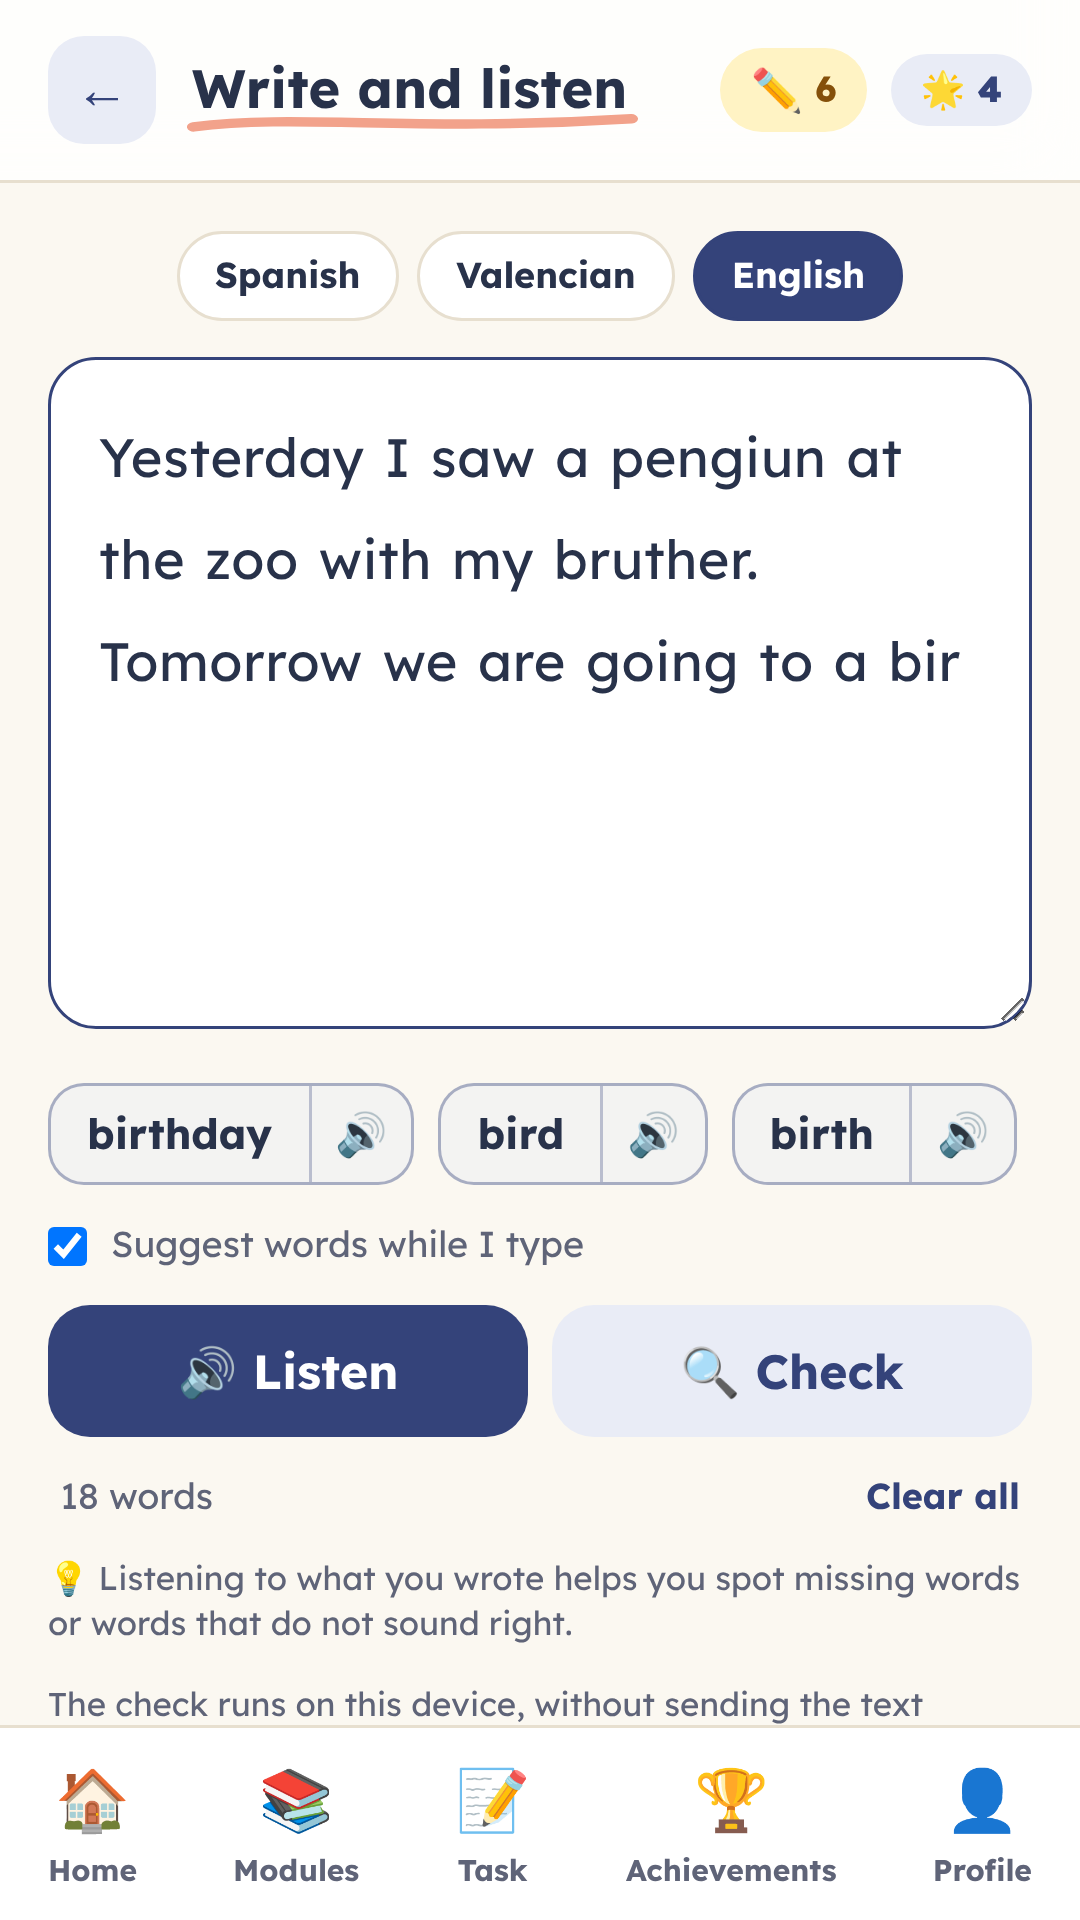 ← Write and listen ✏️ 6 🌟 4
Spanish Valencian English
Yesterday I saw a pengiun at
the zoo with my bruther.
Tomorrow we are going to a bir
birthday 🔊 bird 🔊 birth 🔊
Suggest words while I type
🔊 Listen 🔍 Check
18 words Clear all
💡 Listening to what you wrote helps you spot missing words
or words that do not sound right.
The check runs on this device, without sending the text
Home Modules Task Achievements Profile